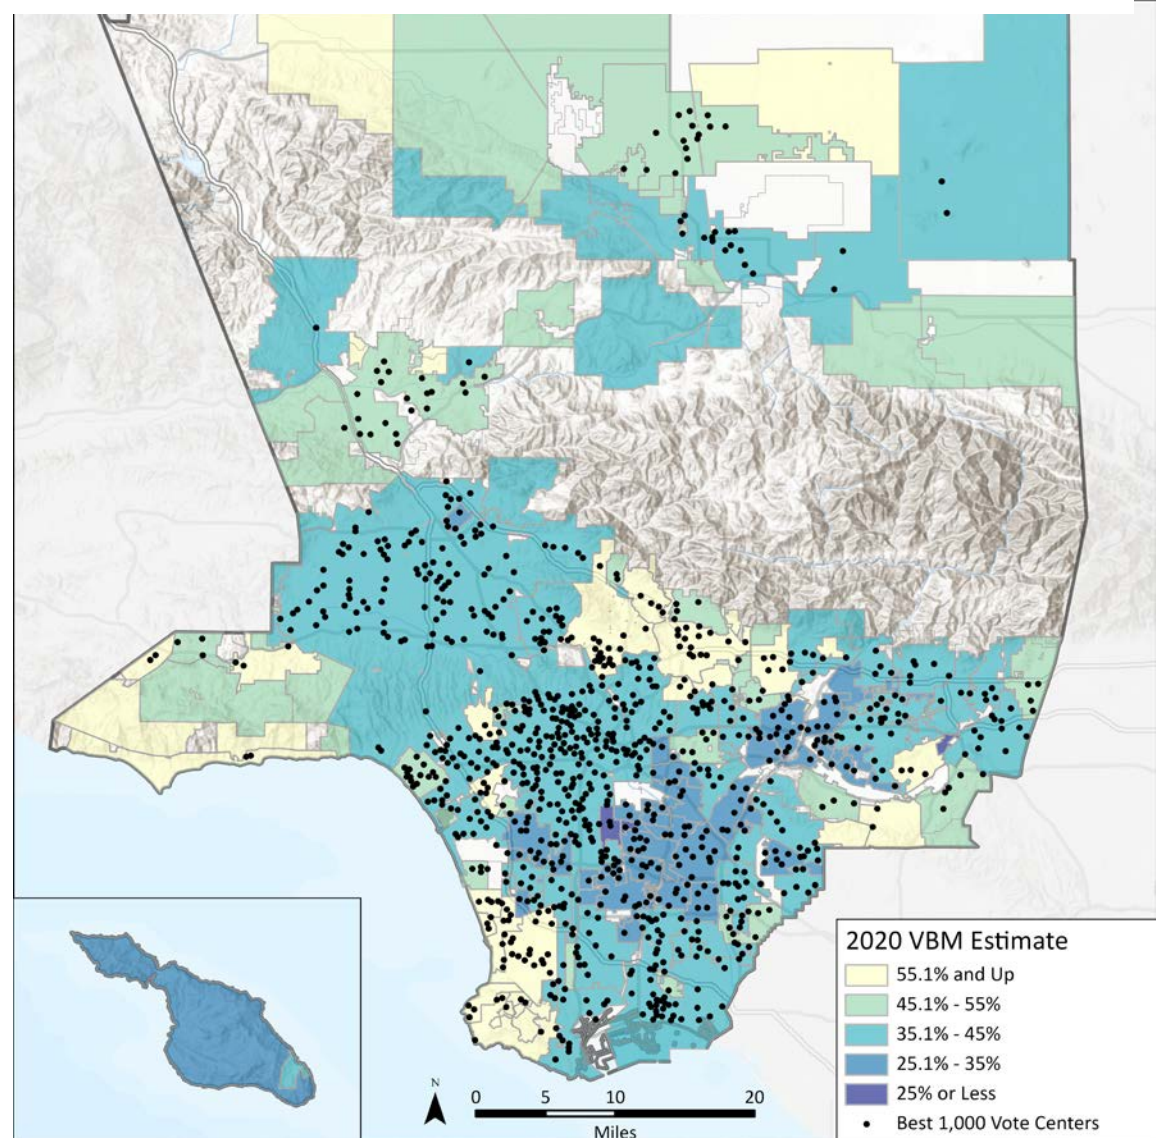 2020 VBM Estimate
55.1% and Up
45.1% - 55%
35.1% - 45%
25.1% - 35%
25% or Less
Best 1,000 Vote Centers
N
0 5 10 20
Miles